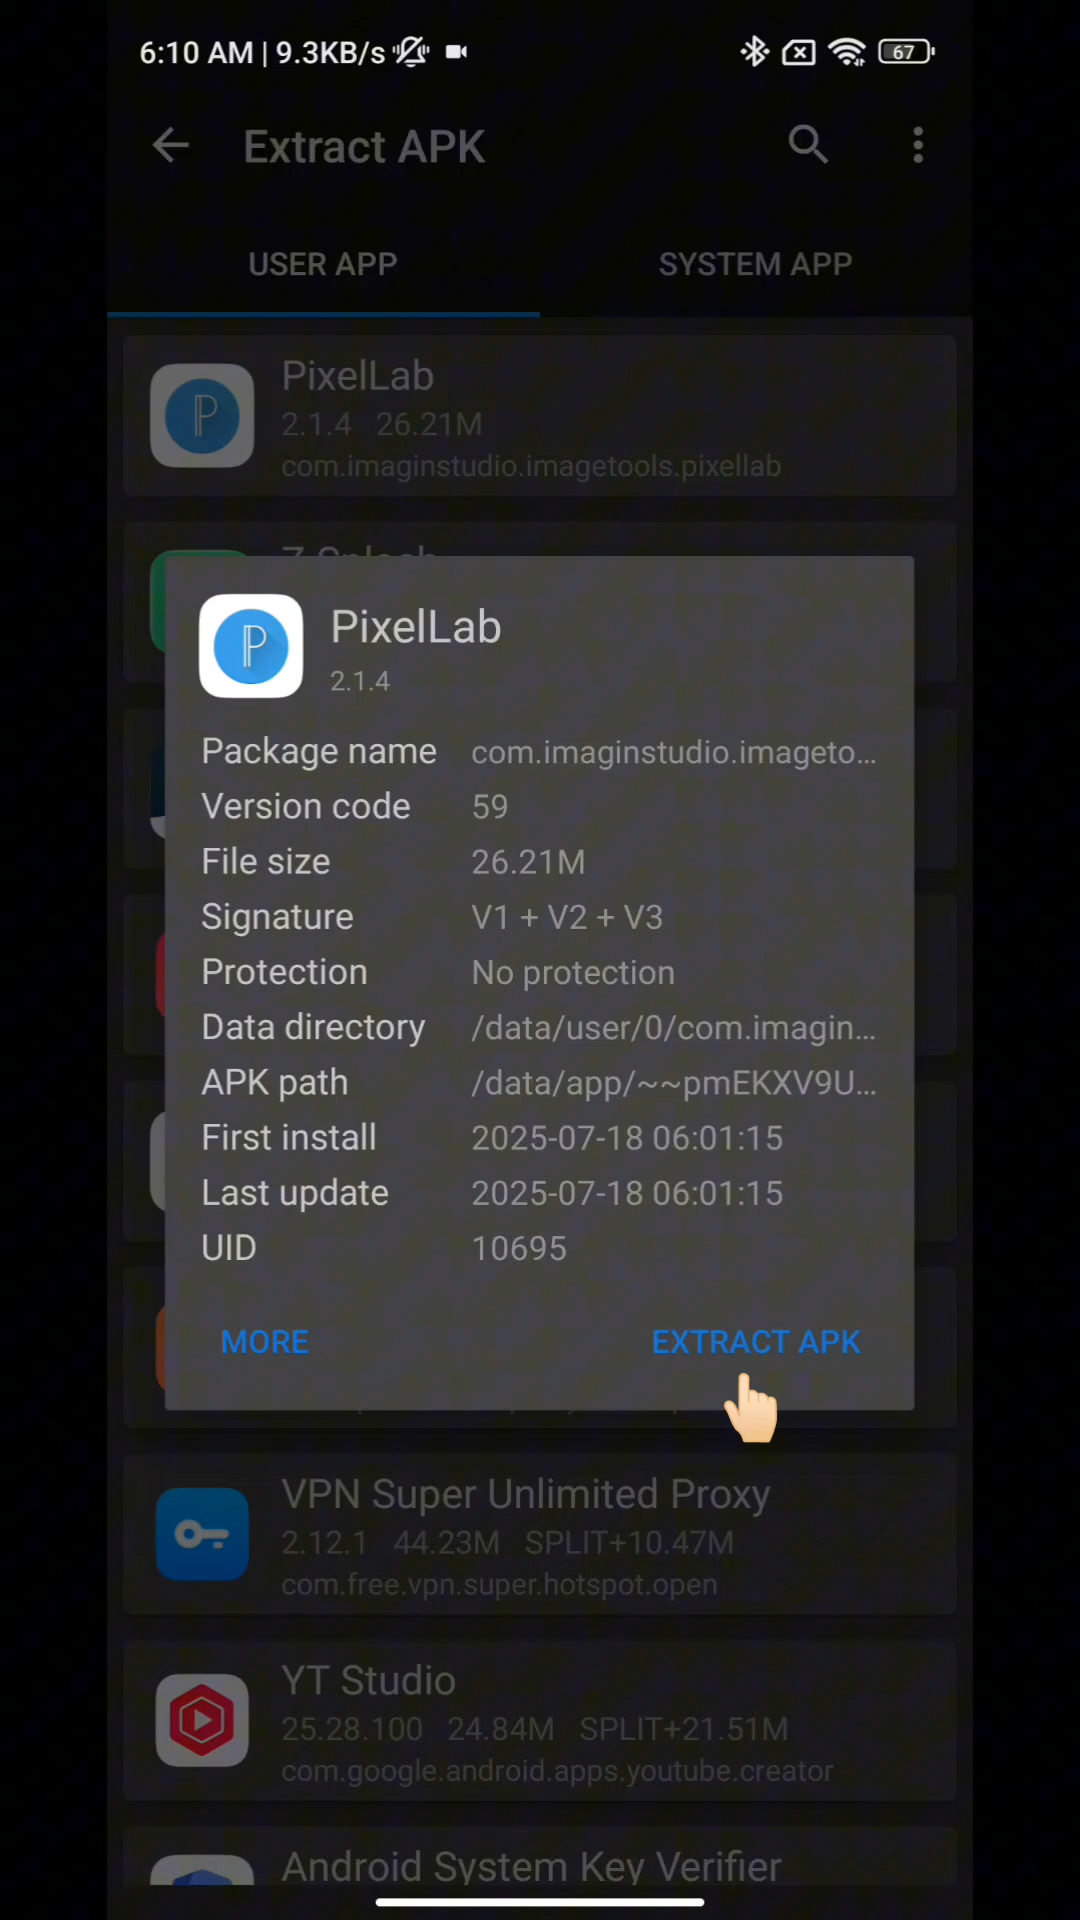 6:10 AM | 9.3KB/s
67
Extract APK
USER APP
SYSTEM APP
PixelLab
2.1.4 26.21M
com.imaginstudio.imagetools.pixellab
Z Splash
PixelLab
2.1.4
Package name com.imaginstudio.imageto...
Version code 59
File size 26.21M
Signature V1 + V2 + V3
Protection No protection
Data directory /data/user/0/com.imagin...
APK path /data/app/~~pmEKXV9U...
First install 2025-07-18 06:01:15
Last update 2025-07-18 06:01:15
UID 10695
MORE
EXTRACT APK
VPN Super Unlimited Proxy
2.12.1 44.23M SPLIT+10.47M
com.free.vpn.super.hotspot.open
YT Studio
25.28.100 24.84M SPLIT+21.51M
com.google.android.apps.youtube.creator
Android System Key Verifier